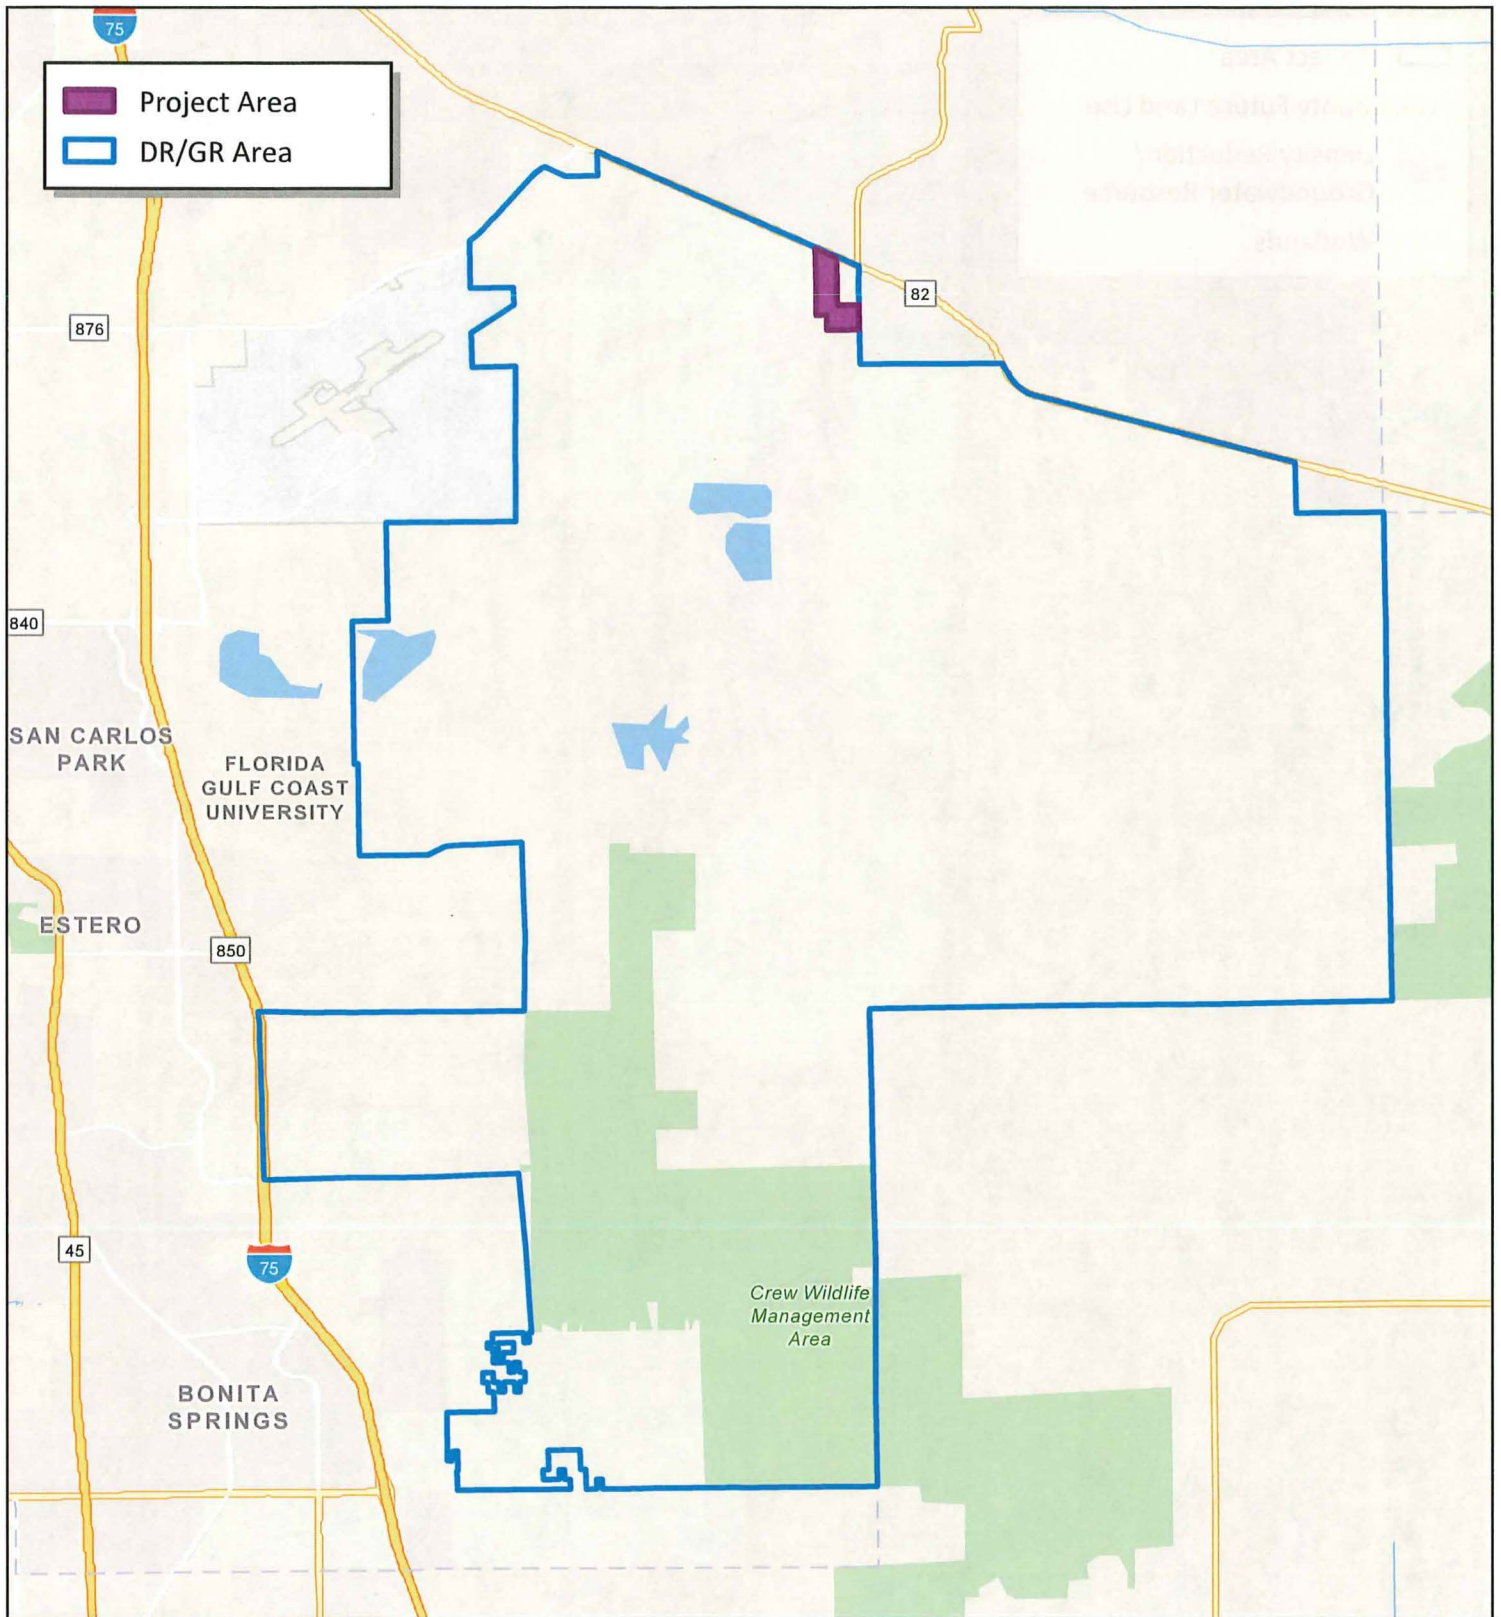 75
Project Area
DR/GR Area
82
876
840
SAN CARLOS
PARK
FLORIDA
GULF COAST
UNIVERSITY
ESTERO
850
45
75
Crew Wildlife
Management
Area
BONITA
SPRINGS